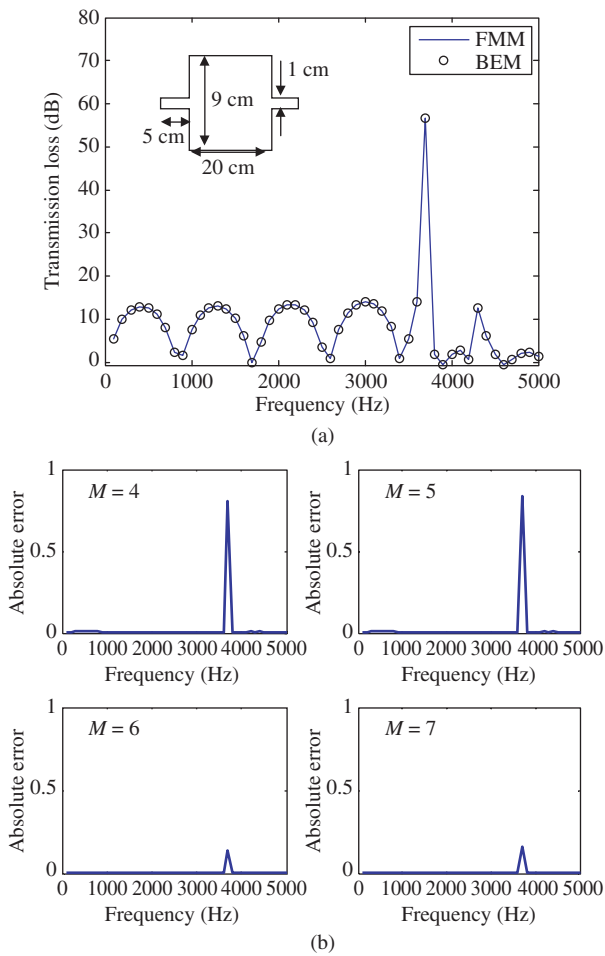 80
70
60
50
40
30
20
10
0
Transmission loss (dB)
FMM
BEM
1 cm
9 cm
5 cm
20 cm
0 1000 2000 3000 4000 5000
Frequency (Hz)
(a)
1
0.5
0
Absolute error
M = 4
0 1000 2000 3000 4000 5000
Frequency (Hz)
1
0.5
0
Absolute error
M = 5
0 1000 2000 3000 4000 5000
Frequency (Hz)
1
0.5
0
Absolute error
M = 6
0 1000 2000 3000 4000 5000
Frequency (Hz)
1
0.5
0
Absolute error
M = 7
0 1000 2000 3000 4000 5000
Frequency (Hz)
(b)